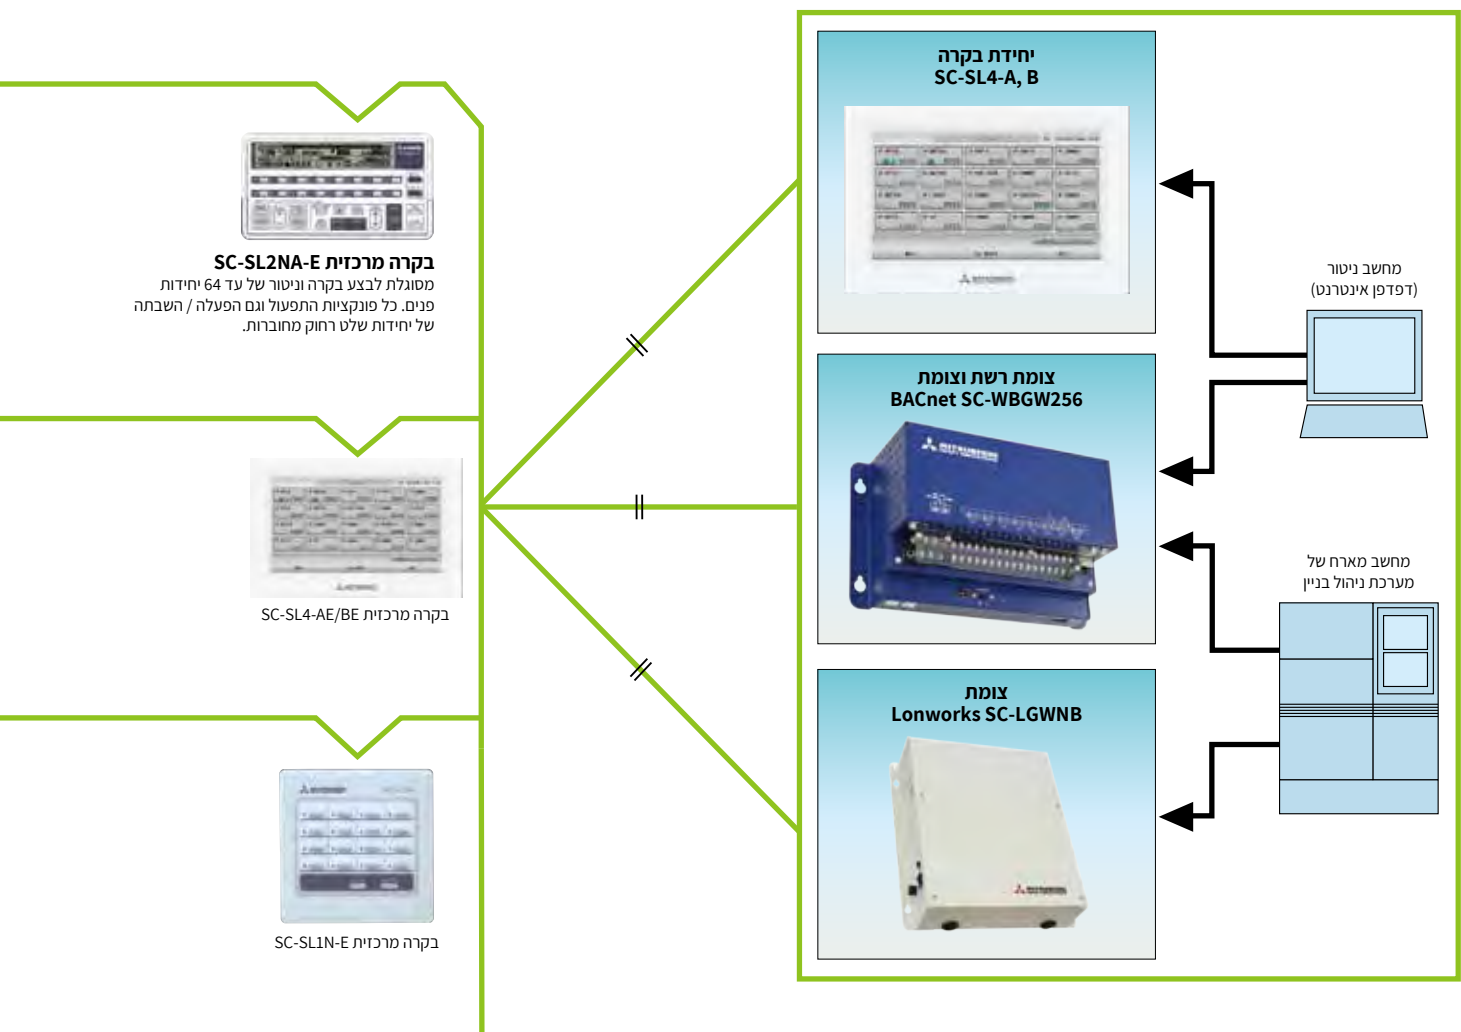 יחידת בקרה
SC-SL4-A, B
צומת רשת וצומת
BACnet SC-WBGW256
MITSUBISHI
צומת
Lonworks SC-LGWNB
מחשב ניטור
(דפדפן אינטרנט)
מחשב מארח של
מערכת ניהול בניין
בקרה מרכזית SC-SL2NA-E
מסוגלת לבצע בקרה וניטור של עד 64 יחידות
פנים. כל פונקציות התפעול וגם הפעלה / השבתה
של יחידות שלט רחוק מחוברות.
בקרה מרכזית SC-SL4-AE/BE
בקרה מרכזית SC-SL1N-E